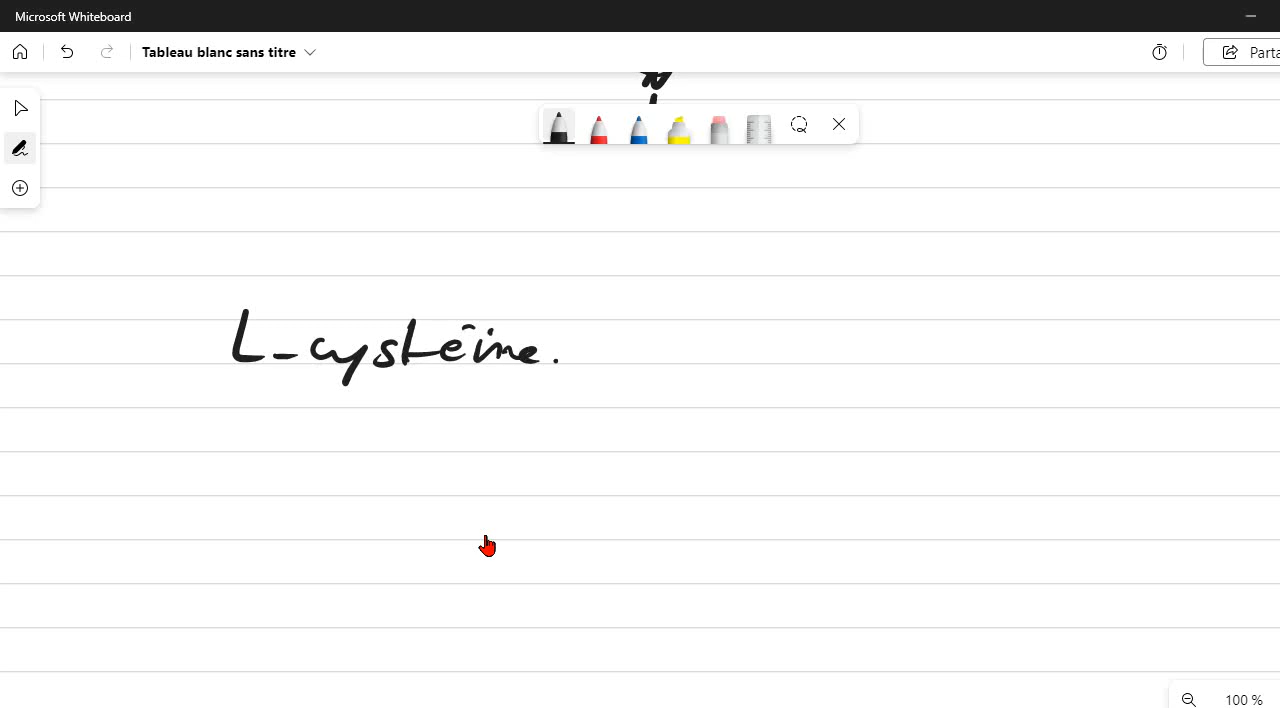 Microsoft Whiteboard
Tableau blanc sans titre
Parta
L-cystéine.
100 %